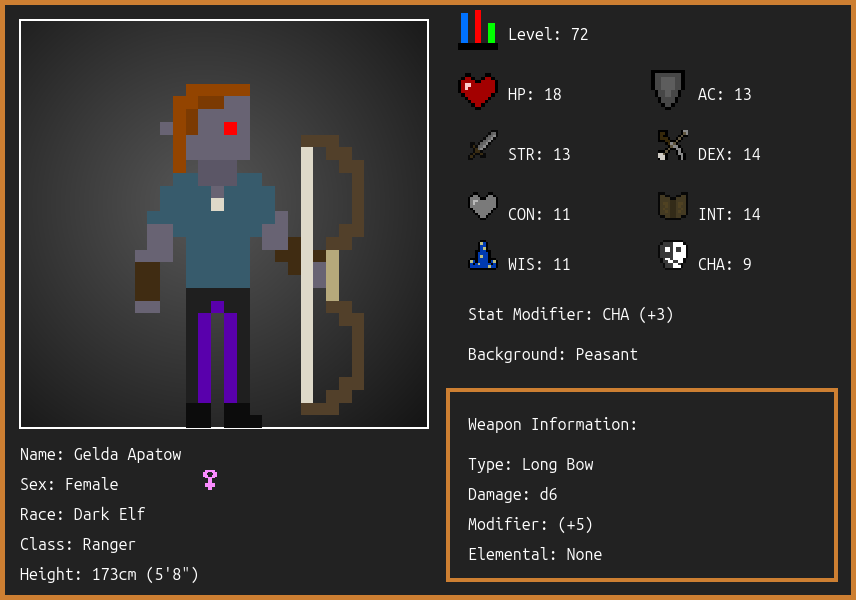 Level: 72
HP: 18
AC: 13
STR: 13
DEX: 14
CON: 11
INT: 14
WIS: 11
CHA: 9
Stat Modifier: CHA (+3)
Background: Peasant
Weapon Information:
Type: Long Bow
Damage: d6
Modifier: (+5)
Elemental: None
Name: Gelda Apatow
Sex: Female
Race: Dark Elf
Class: Ranger
Height: 173cm (5'8")